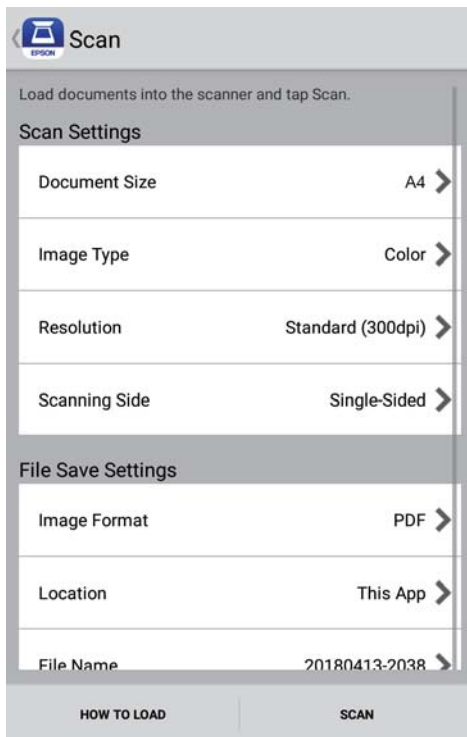 EPSON
Scan
Load documents into the scanner and tap Scan.
Scan Settings
Document Size A4
Image Type Color
Resolution Standard (300dpi)
Scanning Side Single-Sided
File Save Settings
Image Format PDF
Location This App
File Name 20180413-2038
HOW TO LOAD SCAN